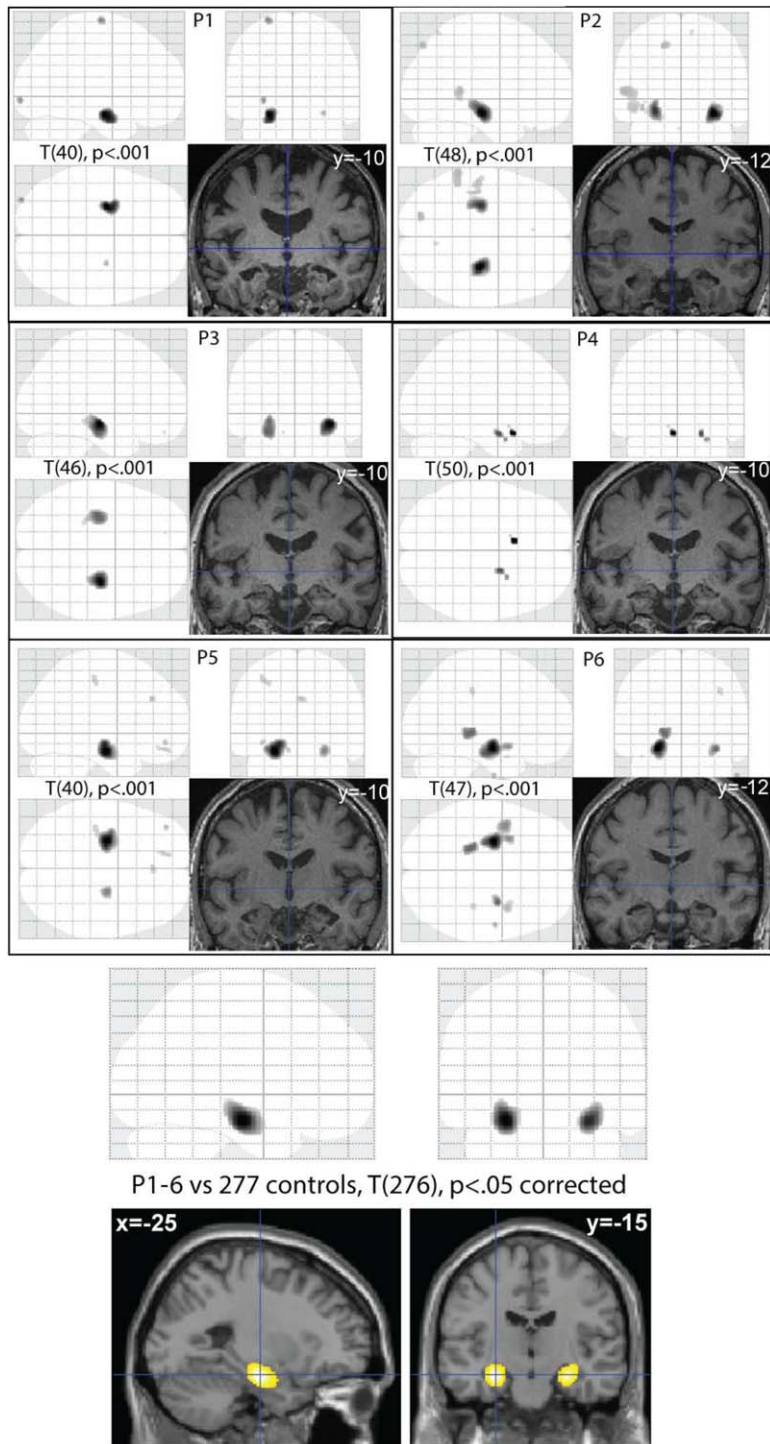 P1
T(40), p<.001
y=-10
P2
T(48), p<.001
y=-12
P3
T(46), p<.001
y=-10
P4
T(50), p<.001
y=-10
P5
T(40), p<.001
y=-10
P6
T(47), p<.001
y=-12
P1-6 vs 277 controls, T(276), p<.05 corrected
x=-25
y=-15